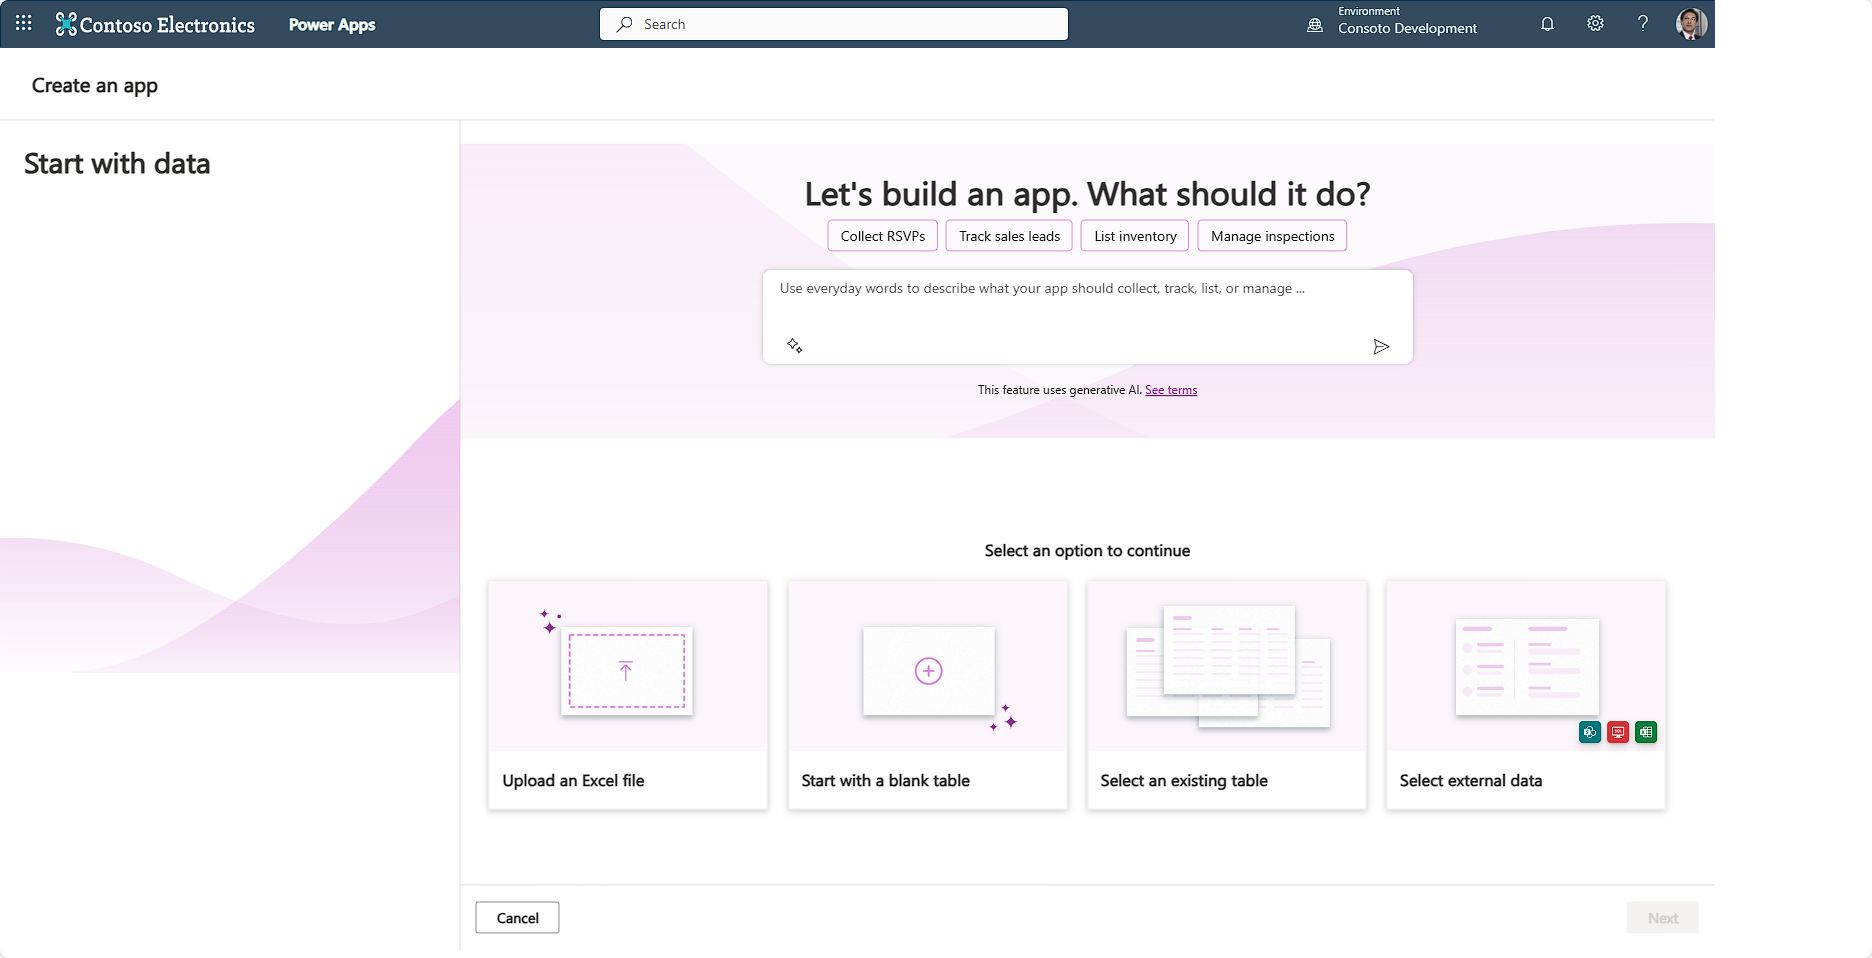 Contoso Electronics
Power Apps
Search
Environment
Consoto Development
Create an app
Start with data
Let's build an app. What should it do?
Collect RSVPs
Track sales leads
List inventory
Manage inspections
Use everyday words to describe what your app should collect, track, list, or manage ...
This feature uses generative AI. See terms
Select an option to continue
Upload an Excel file
Start with a blank table
Select an existing table
Select external data
Cancel
Next